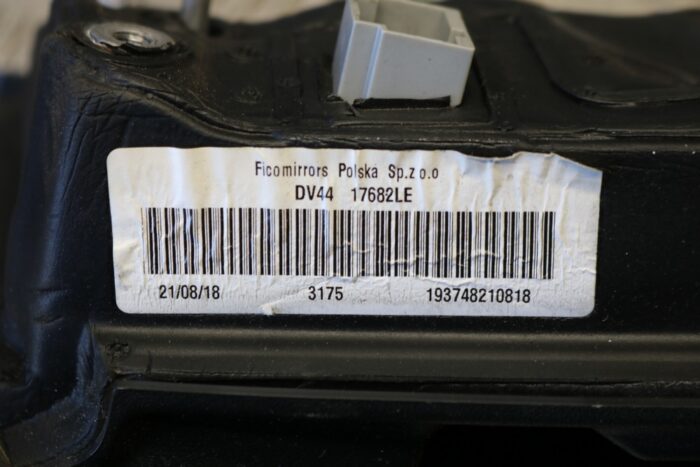 Ficomirrors Polska Sp.z o.o
DV44 17682LE
21/08/18 3175 193748210818